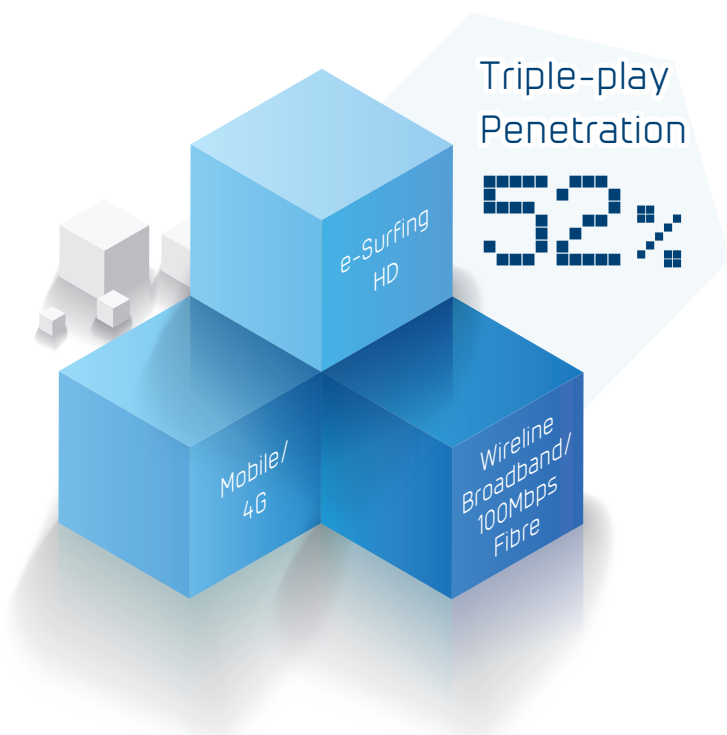 Triple-play
Penetration
52%
e-Surfing
HD
Mobile/
4G
Wireline
Broadband/
100Mbps
Fibre